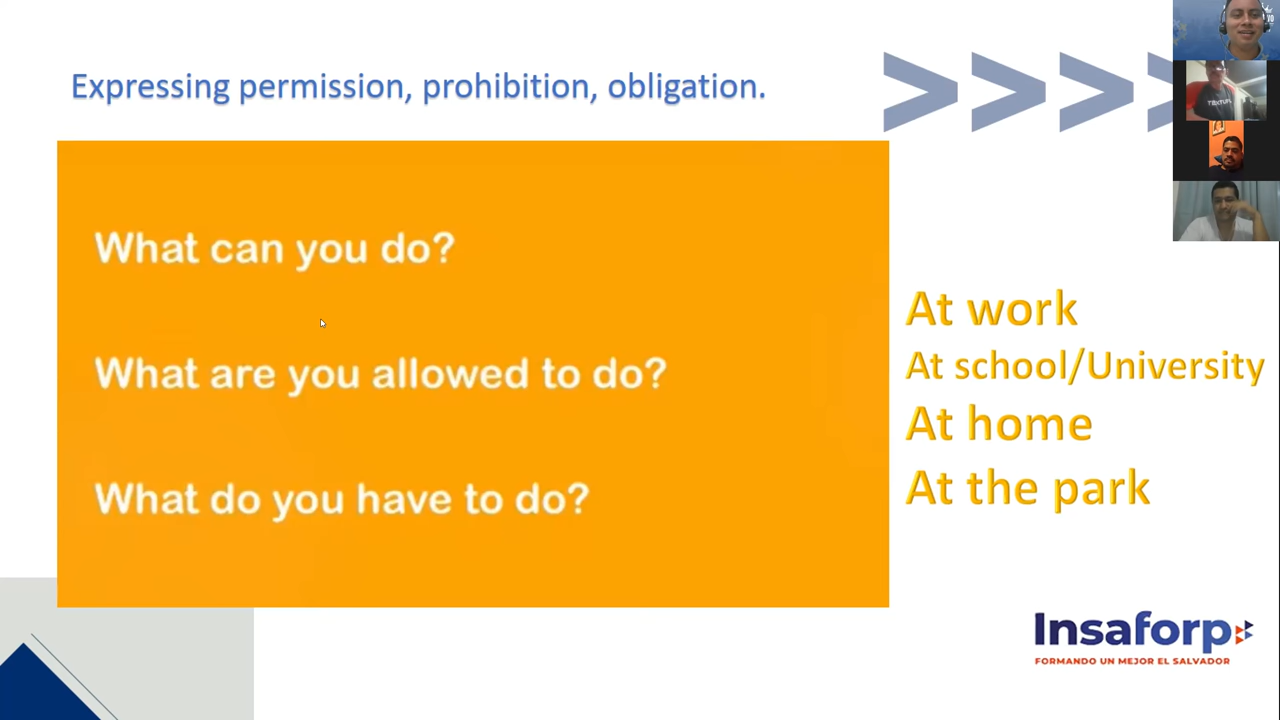 Expressing permission, prohibition, obligation.
>>>>
What can you do?
What are you allowed to do?
What do you have to do?
At work
At school/University
At home
At the park
Insaforp
FORMANDO UN MEJOR EL SALVADOR